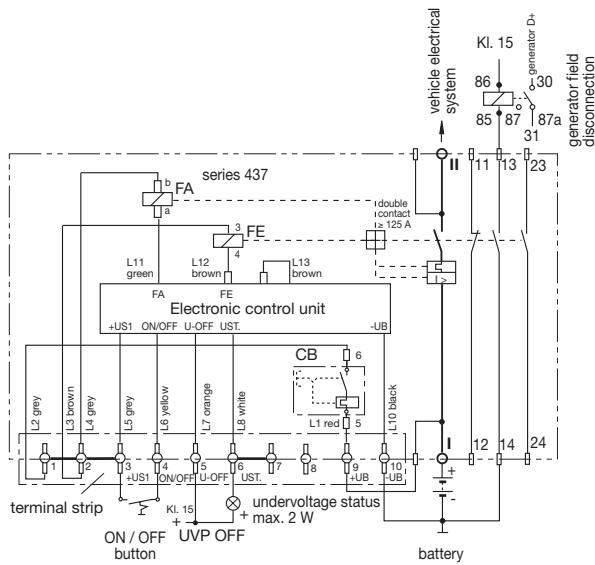 vehicle electrical
system
Kl. 15
generator D+
86
30
85
87
87a
31
generator field
disconnection
series 437
II
11
13
23
b
FA
a
double
contact
≥ 125 A
3
FE
4
L11
green
L12
brown
L13
brown
FA
FE
Electronic control unit
+US1
ON/OFF
U-OFF
UST.
-UB
CB
6
L2 grey
L3 brown
L4 grey
L5 grey
L6 yellow
L7 orange
L8 white
L1 red
5
L10 black
I >
I
12
14
24
1
2
3
4
5
6
7
8
9
10
+US1
ON/OFF
U-OFF
UST.
+UB
-UB
terminal strip
ON / OFF
button
Kl. 15
+
UVP OFF
+
undervoltage status
max. 2 W
+
-
battery